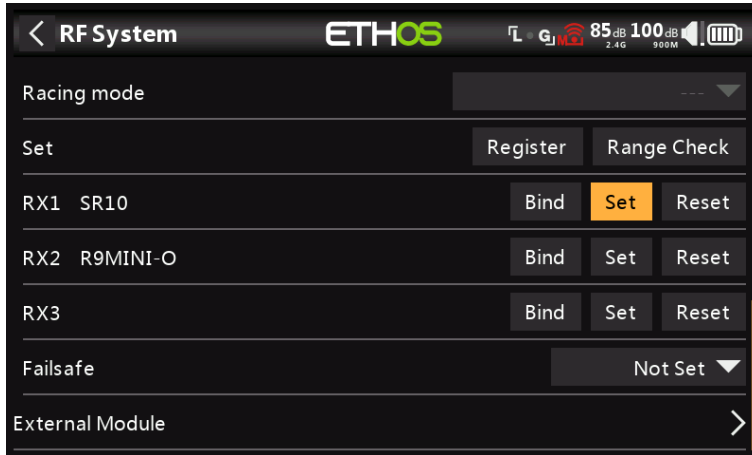 RF System ETHOS L G M 85dB 2.4G 100dB 900M
Racing mode ---
Set Register Range Check
RX1 SR10 Bind Set Reset
RX2 R9MINI-O Bind Set Reset
RX3 Bind Set Reset
Failsafe Not Set
External Module